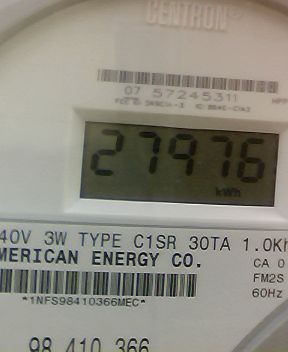 CENTRON®
07 57245311
27976
kWh
40V 3W TYPE C1SR 30TA 1.0Kh
MERICAN ENERGY CO.
CA 0
FM2S
60Hz
*1NFS98410366MEC*
98 410 366